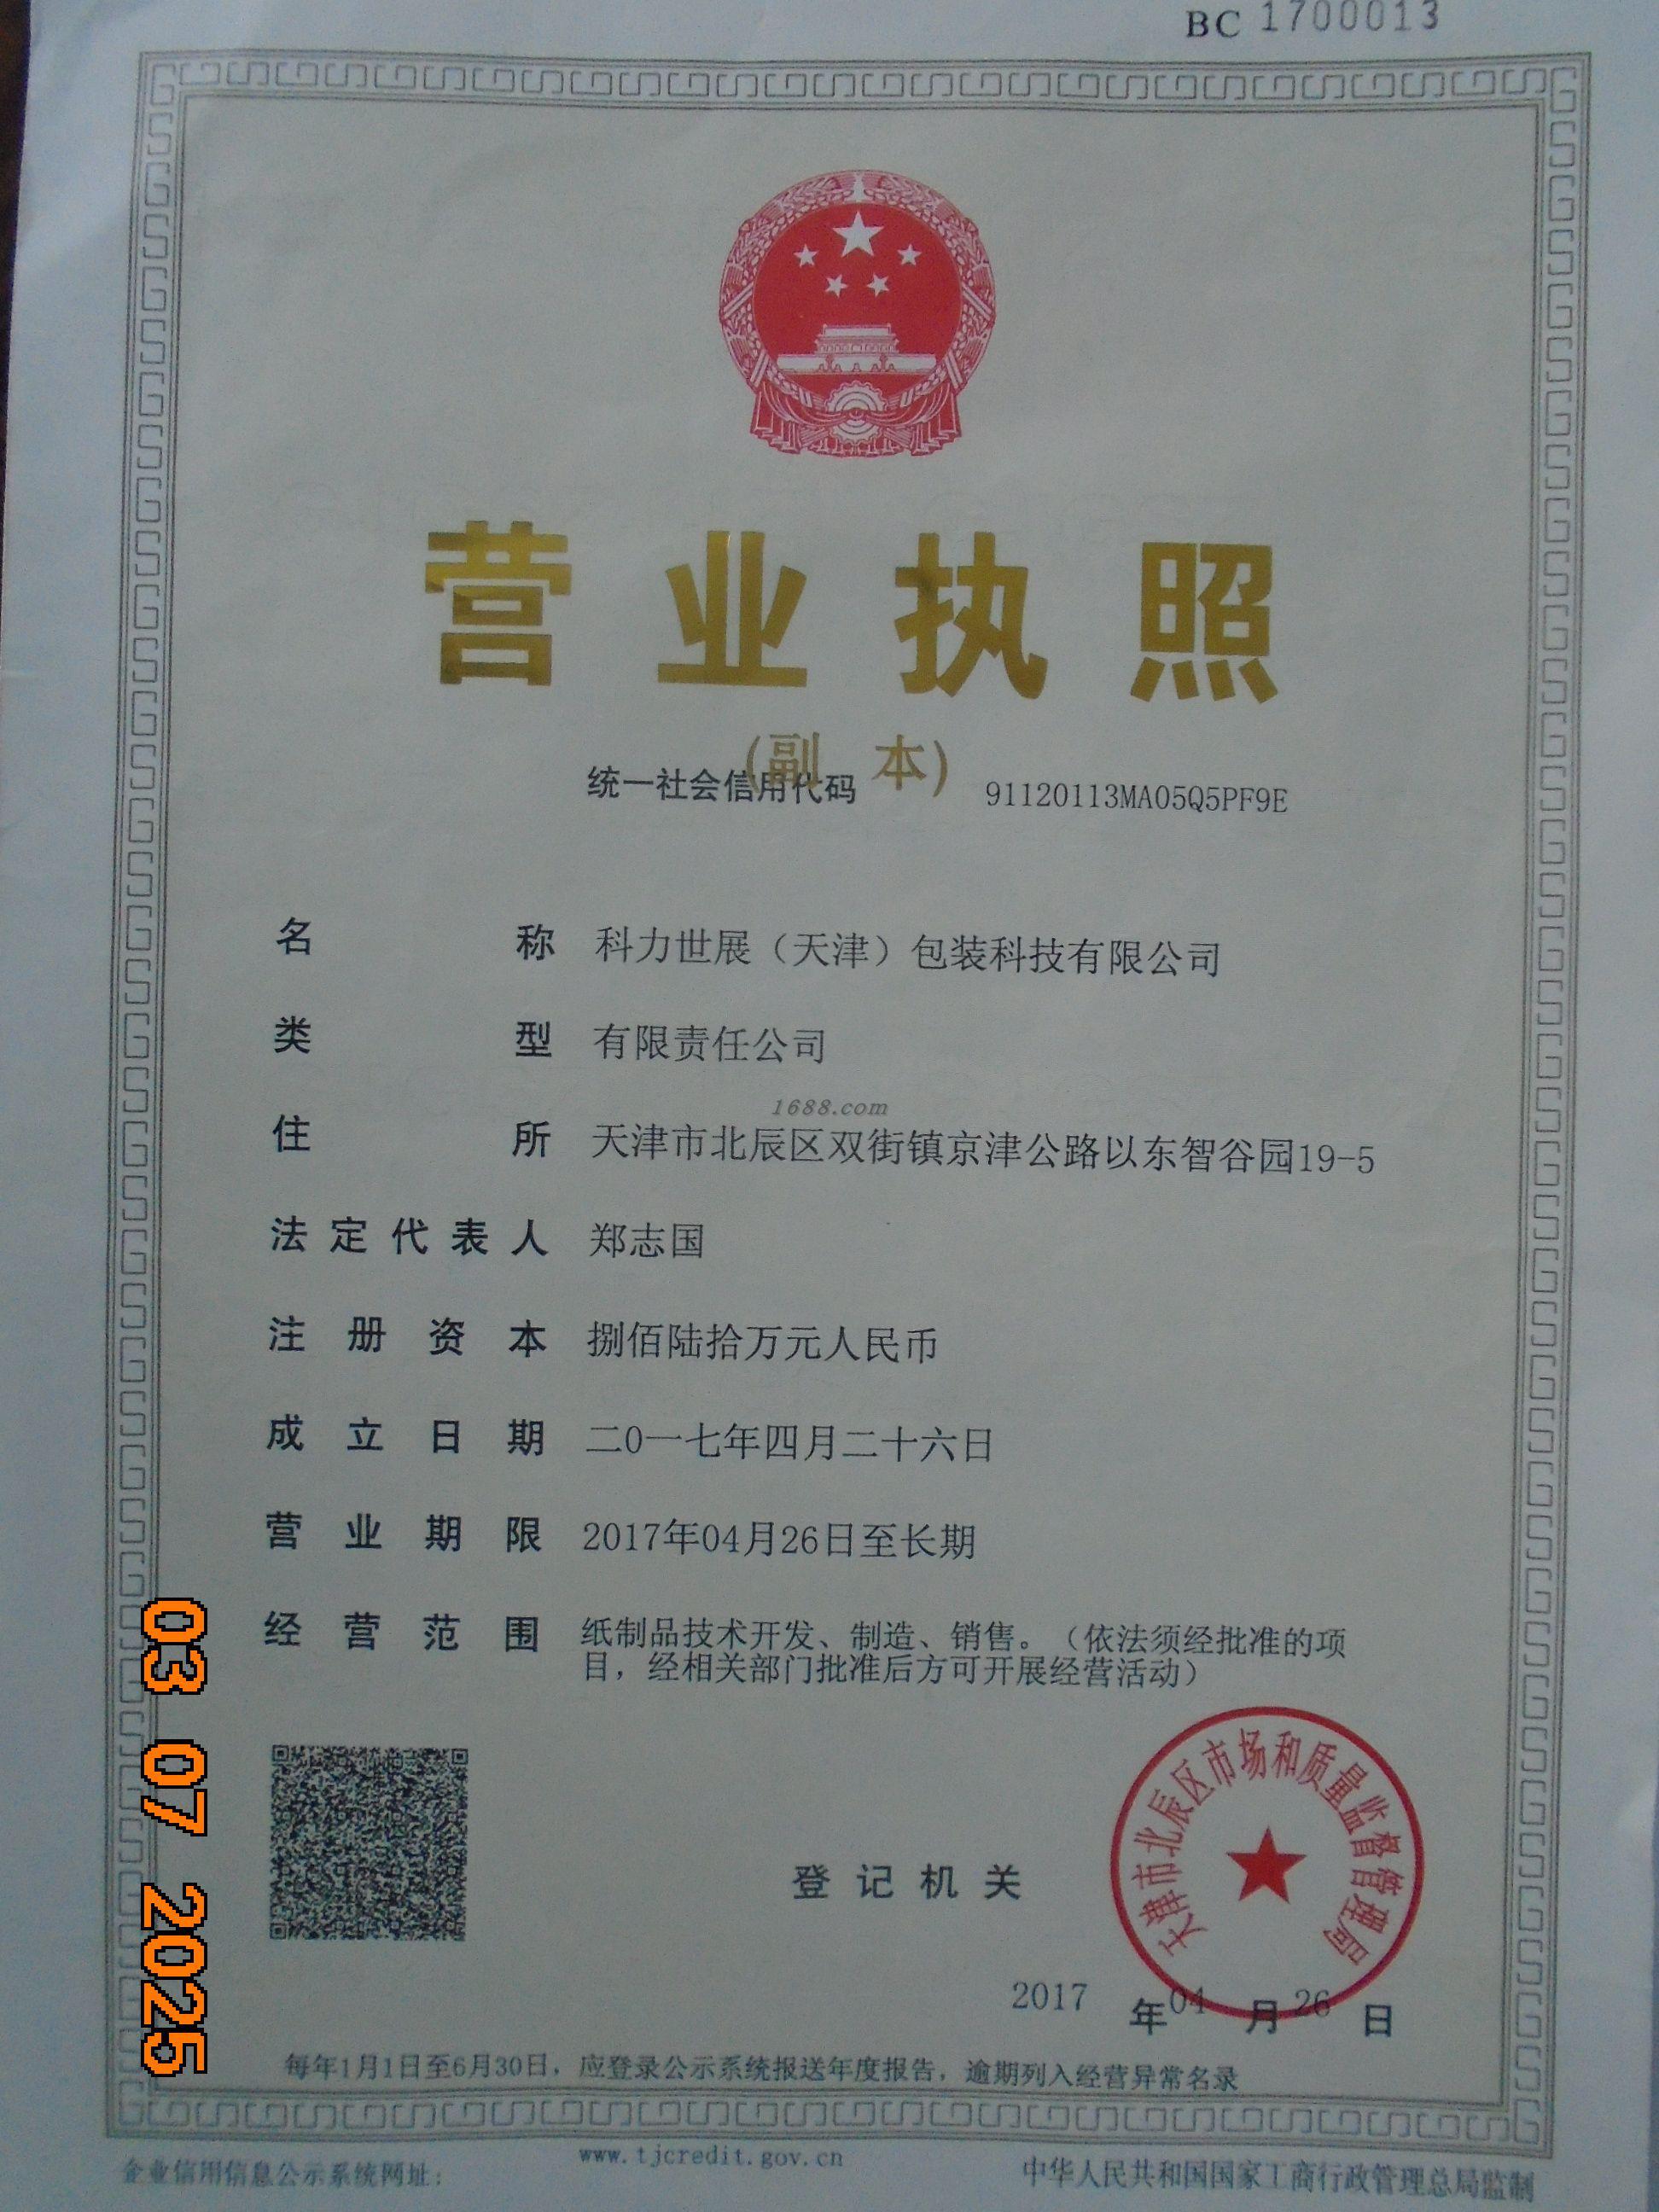 BC 1700013
营业执照
(副 本)
统一社会信用代码 91120113MA05Q5PF9E
名称 科力世展（天津）包装科技有限公司
类型 有限责任公司
1688.com
住所 天津市北辰区双街镇京津公路以东智谷园19-5
法定代表人 郑志国
注册资本 捌佰陆拾万元人民币
成立日期 二0一七年四月二十六日
营业期限 2017年04月26日至长期
经营范围 纸制品技术开发、制造、销售。（依法须经批准的项
目，经相关部门批准后方可开展经营活动）
03 07 2025
天津市北辰区市场和质量监督管理局
登记机关
2017年04月26日
每年1月1日至6月30日，应登录公示系统报送年度报告，逾期列入经营异常名录
企业信用信息公示系统网址： www.tjcredit.gov.cn 中华人民共和国国家工商行政管理总局监制